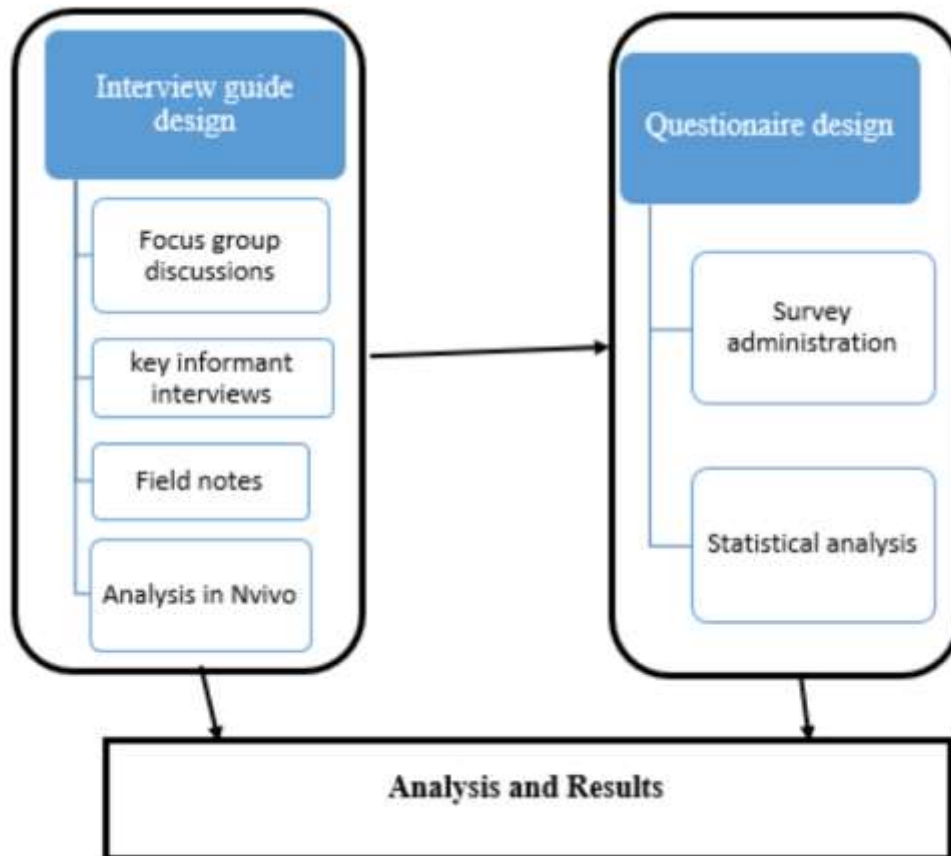 Interview guide
design
Focus group
discussions
key informant
interviews
Field notes
Analysis in Nvivo
Questionaire design
Survey
administration
Statistical analysis
Analysis and Results